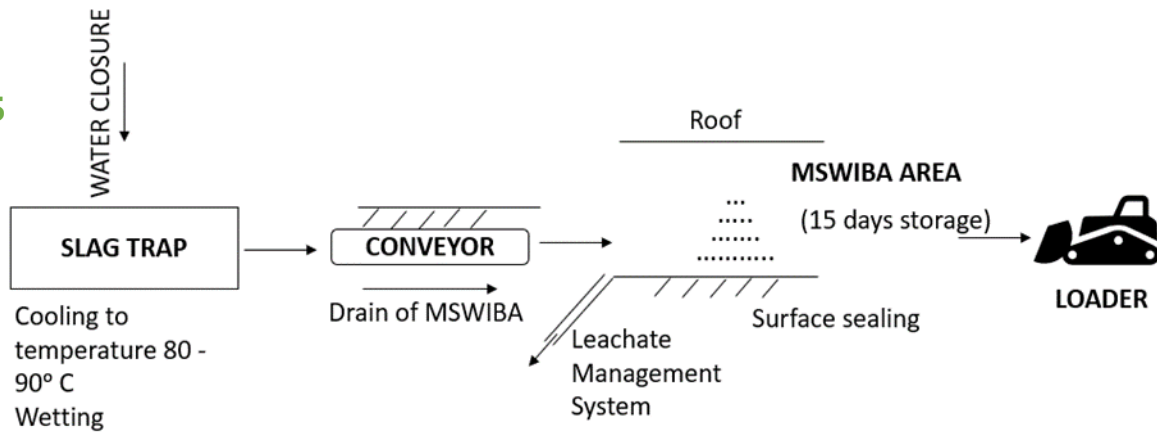 WATER CLOSURE
SLAG TRAP
Cooling to
temperature 80 -
90º C
Wetting
CONVEYOR
Drain of MSWIBA
Roof
MSWIBA AREA
(15 days storage)
Surface sealing
Leachate
Management
System
LOADER